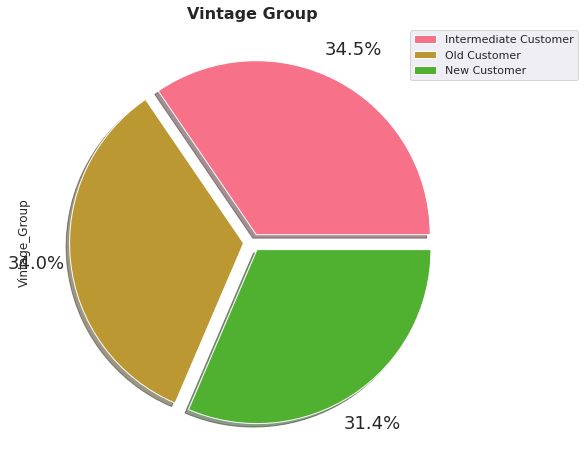 Vintage Group
34.5%
Intermediate Customer
Old Customer
New Customer
Vintage_Group
34.0%
31.4%